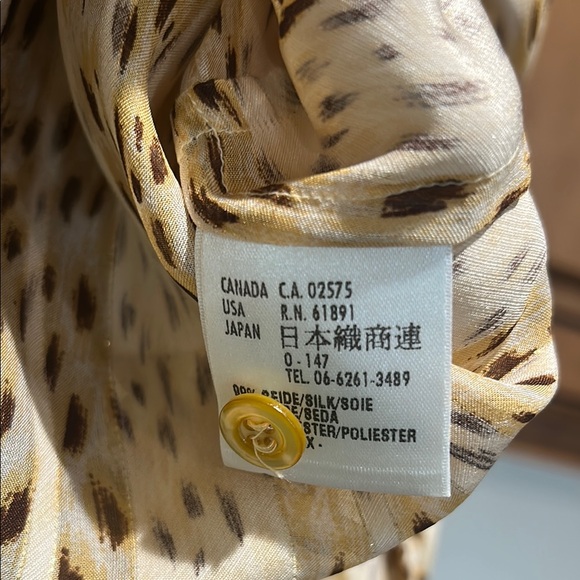 CANADA C.A. 02575
USA R.N. 61891
JAPAN 日本織商連
O-147
TEL. 06-6261-3489
99% SEIDE/SILK/SOIE
/SEDA
/POLIESTER